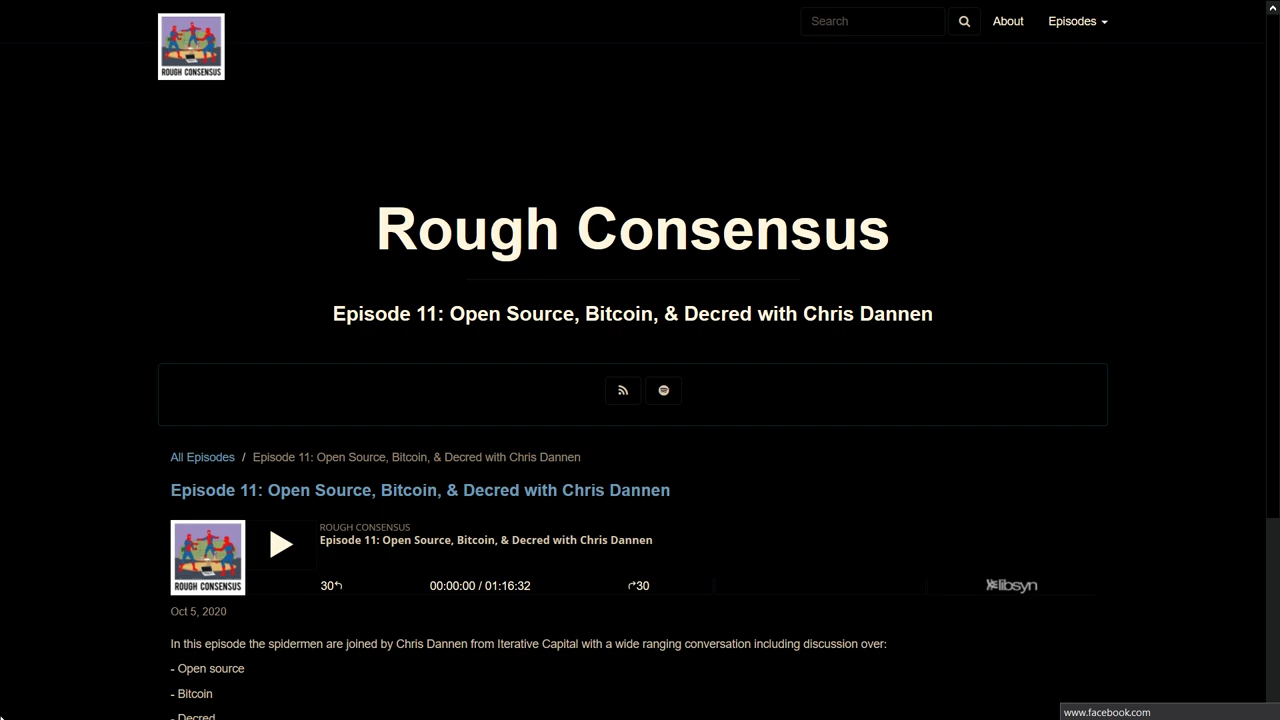 Search
About
Episodes
ROUGH CONSENSUS
Rough Consensus
Episode 11: Open Source, Bitcoin, & Decred with Chris Dannen
All Episodes / Episode 11: Open Source, Bitcoin, & Decred with Chris Dannen
Episode 11: Open Source, Bitcoin, & Decred with Chris Dannen
ROUGH CONSENSUS
ROUGH CONSENSUS
Episode 11: Open Source, Bitcoin, & Decred with Chris Dannen
30
00:00:00 / 01:16:32
30
libsyn
Oct 5, 2020
In this episode the spidermen are joined by Chris Dannen from Iterative Capital with a wide ranging conversation including discussion over:
- Open source
- Bitcoin
- Decred
www.facebook.com